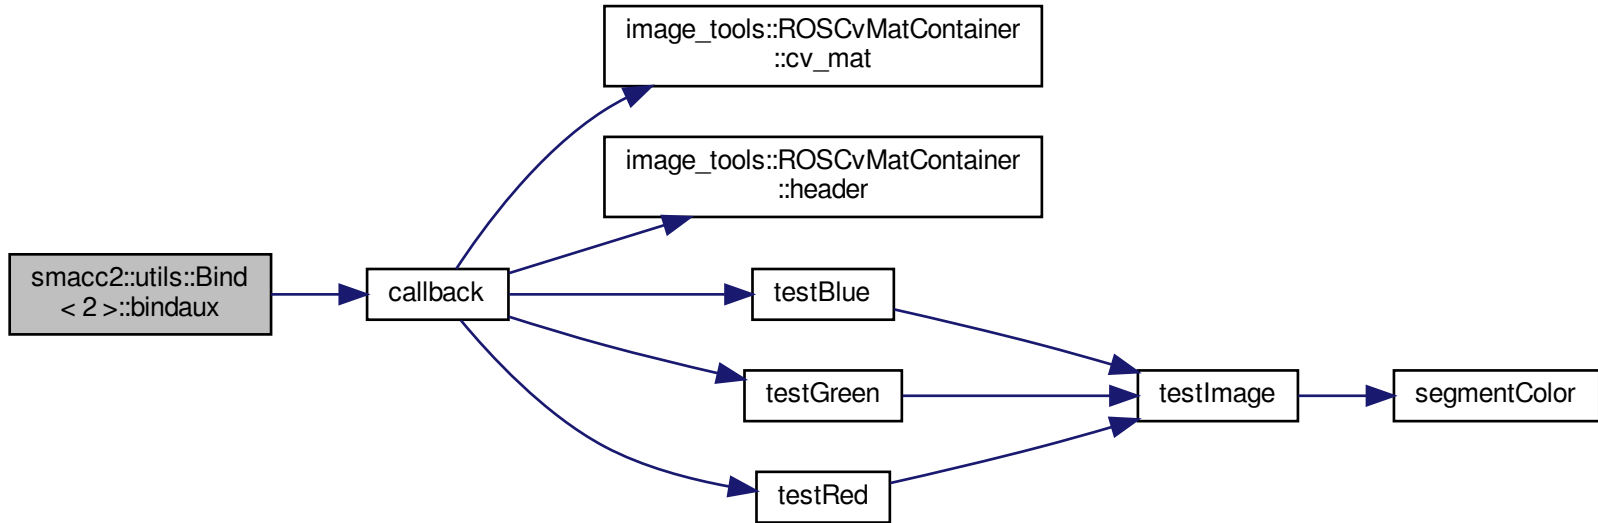 image_tools::ROSCvMatContainer
::cv_mat
image_tools::ROSCvMatContainer
::header
smacc2::utils::Bind
< 2 >::bindaux
callback
testBlue
testGreen
testImage
segmentColor
testRed